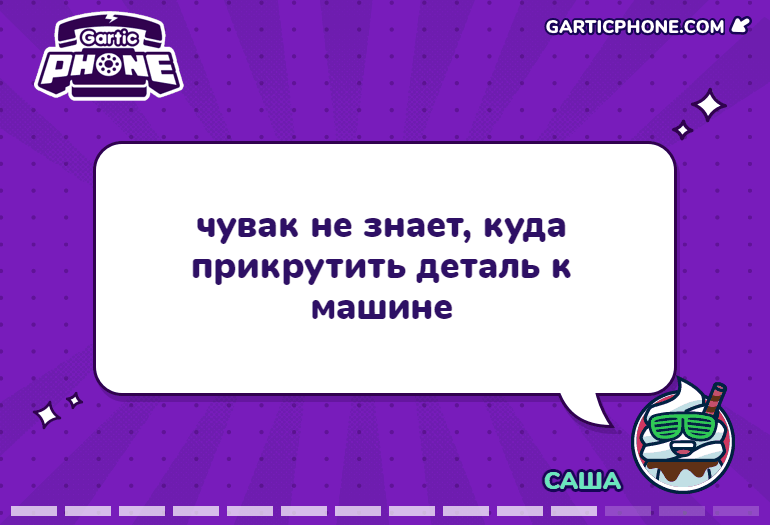 Gartic
PHONE
GARTICPHONE.COM
чувак не знает, куда
прикрутить деталь к
машине
САША